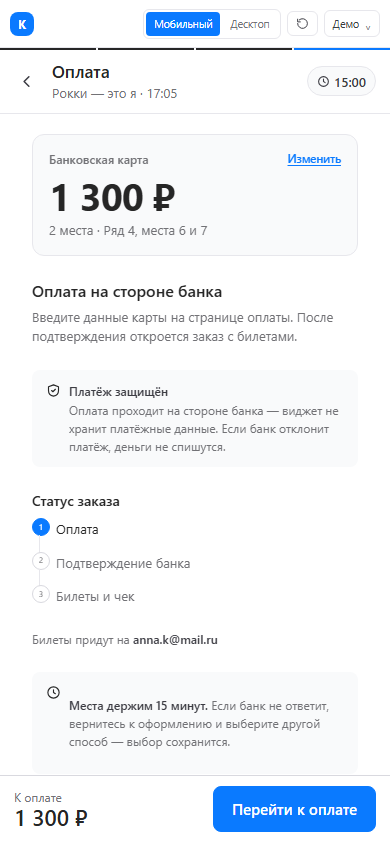 K
Мобильный
Десктоп
Демо
Оплата
Рокки — это я · 17:05
15:00
Банковская карта
Изменить
1 300 ₽
2 места · Ряд 4, места 6 и 7
Оплата на стороне банка
Введите данные карты на странице оплаты. После
подтверждения откроется заказ с билетами.
Платёж защищён
Оплата проходит на стороне банка — виджет не
хранит платёжные данные. Если банк отклонит
платёж, деньги не спишутся.
Статус заказа
1 Оплата
2 Подтверждение банка
3 Билеты и чек
Билеты придут на anna.k@mail.ru
Места держим 15 минут. Если банк не ответит,
вернитесь к оформлению и выберите другой
способ — выбор сохранится.
К оплате
1 300 ₽
Перейти к оплате